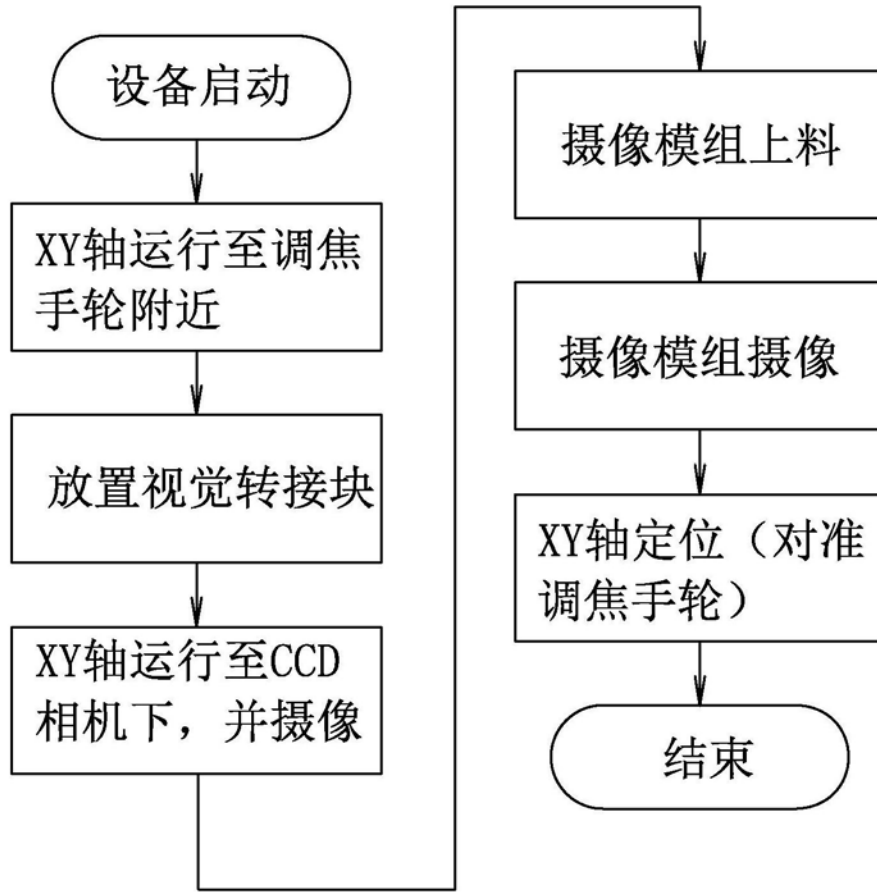 设备启动
XY轴运行至调焦
手轮附近
放置视觉转接块
XY轴运行至CCD
相机下，并摄像
摄像模组上料
摄像模组摄像
XY轴定位（对准
调焦手轮）
结束